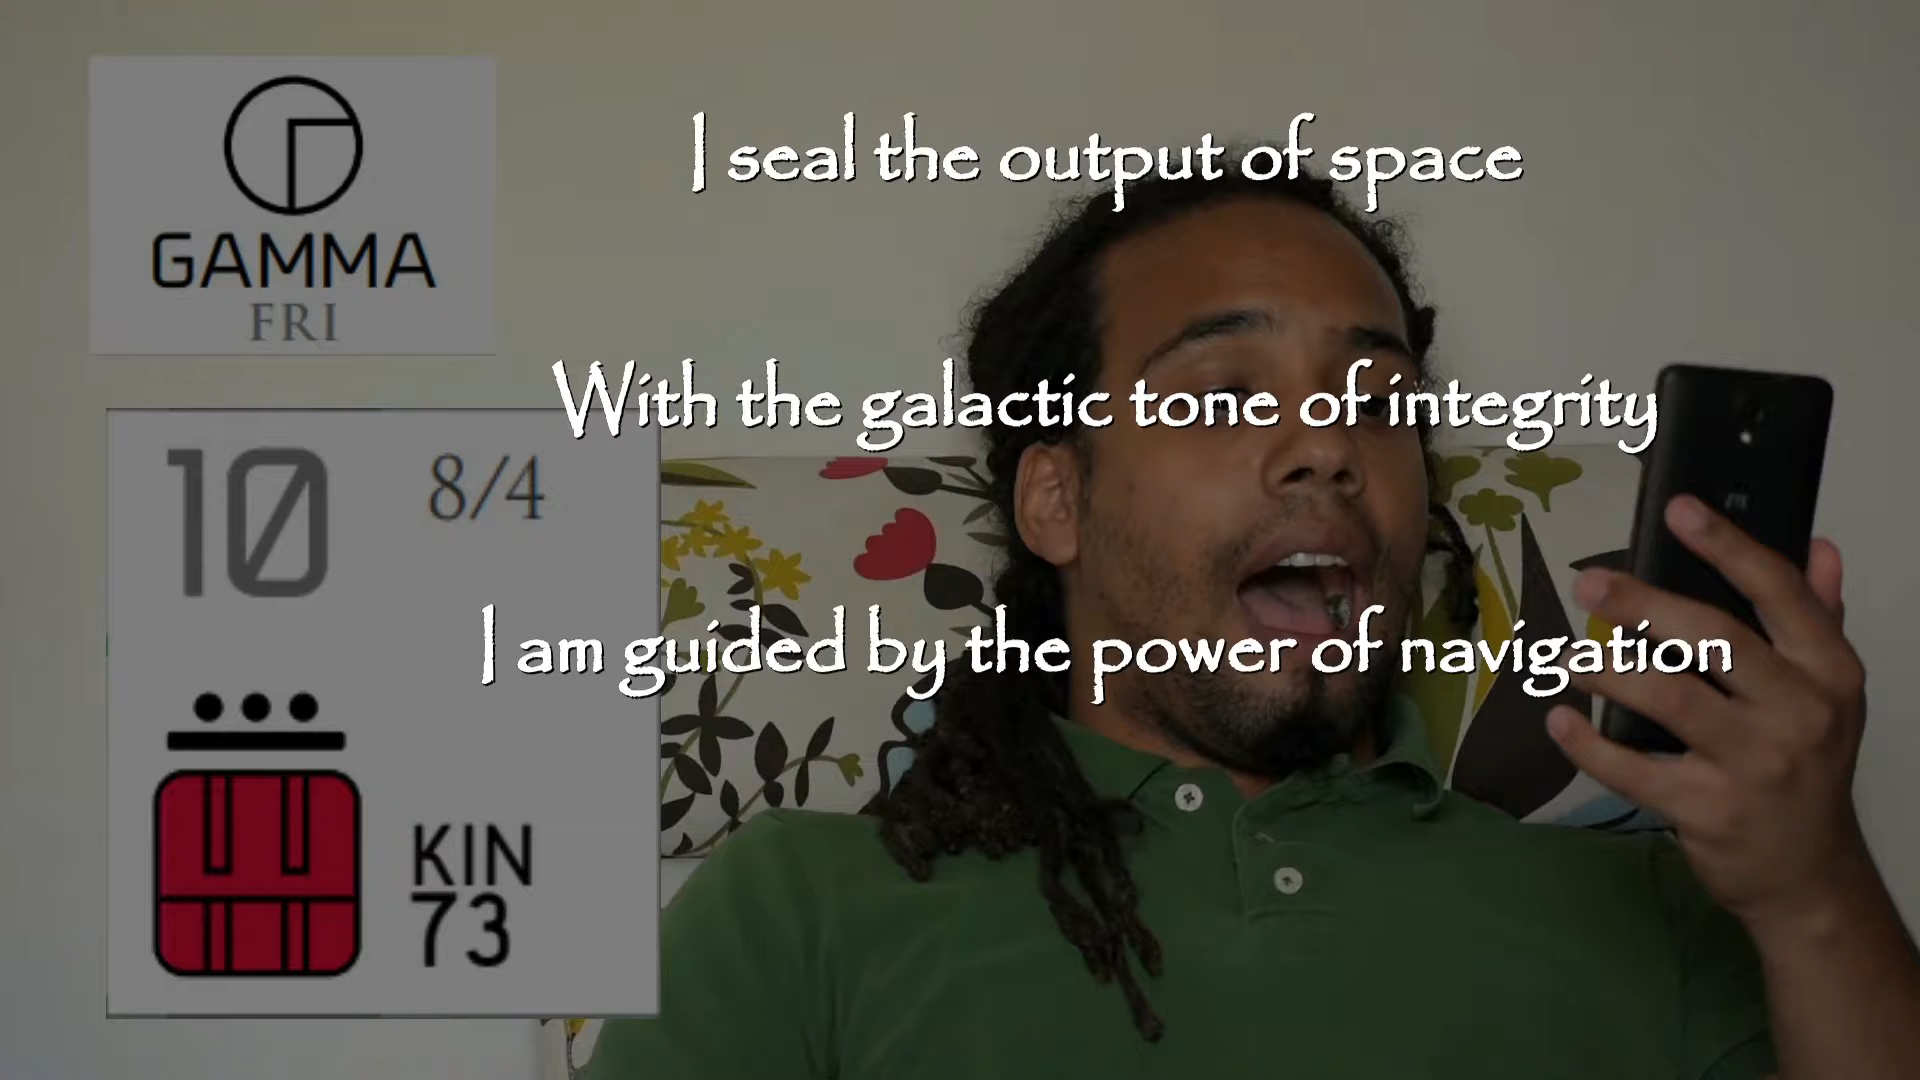 GAMMA
FRI
I seal the output of space
With the galactic tone of integrity
10 8/4
I am guided by the power of navigation
KIN
73